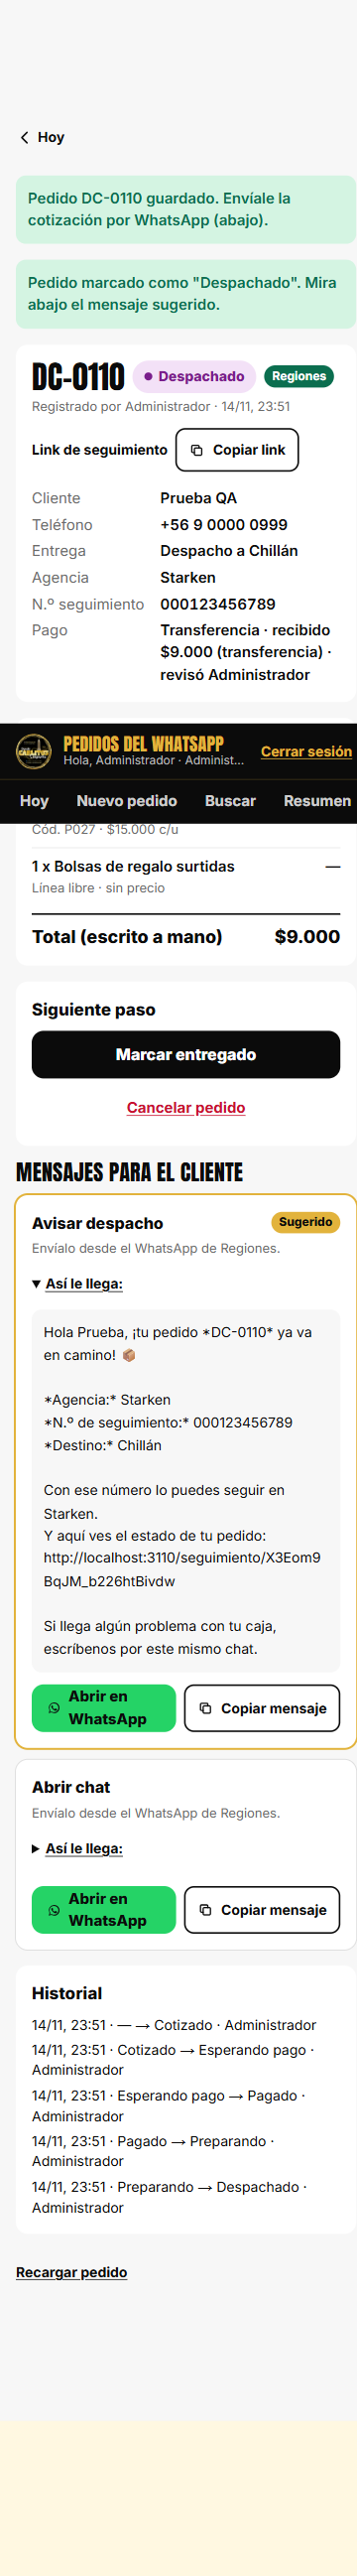 Hoy
Pedido DC-0110 guardado. Envíale la
cotización por WhatsApp (abajo).
Pedido marcado como "Despachado". Mira
abajo el mensaje sugerido.
DC-0110 Despachado Regiones
Registrado por Administrador · 14/11, 23:51
Link de seguimiento Copiar link
Cliente Prueba QA
Teléfono +56 9 0000 0999
Entrega Despacho a Chillán
Agencia Starken
N.º seguimiento 000123456789
Pago Transferencia · recibido
$9.000 (transferencia) ·
revisó Administrador
PEDIDOS DEL WHATSAPP
Hola, Administrador · Administ...
Cerrar sesión
Hoy Nuevo pedido Buscar Resumen
Cód. P027 · $15.000 c/u
1 x Bolsas de regalo surtidas —
Línea libre · sin precio
Total (escrito a mano) $9.000
Siguiente paso
Marcar entregado
Cancelar pedido
MENSAJES PARA EL CLIENTE
Avisar despacho Sugerido
Envíalo desde el WhatsApp de Regiones.
▼ Así le llega:
Hola Prueba, ¡tu pedido *DC-0110* ya va
en camino! 📦
*Agencia:* Starken
*N.º de seguimiento:* 000123456789
*Destino:* Chillán
Con ese número lo puedes seguir en
Starken.
Y aquí ves el estado de tu pedido:
http://localhost:3110/seguimiento/X3Eom9
BqJM_b226htBivdw
Si llega algún problema con tu caja,
escríbenos por este mismo chat.
Abrir en
WhatsApp
Copiar mensaje
Abrir chat
Envíalo desde el WhatsApp de Regiones.
▶ Así le llega:
Abrir en
WhatsApp
Copiar mensaje
Historial
14/11, 23:51 · — → Cotizado · Administrador
14/11, 23:51 · Cotizado → Esperando pago ·
Administrador
14/11, 23:51 · Esperando pago → Pagado ·
Administrador
14/11, 23:51 · Pagado → Preparando ·
Administrador
14/11, 23:51 · Preparando → Despachado ·
Administrador
Recargar pedido